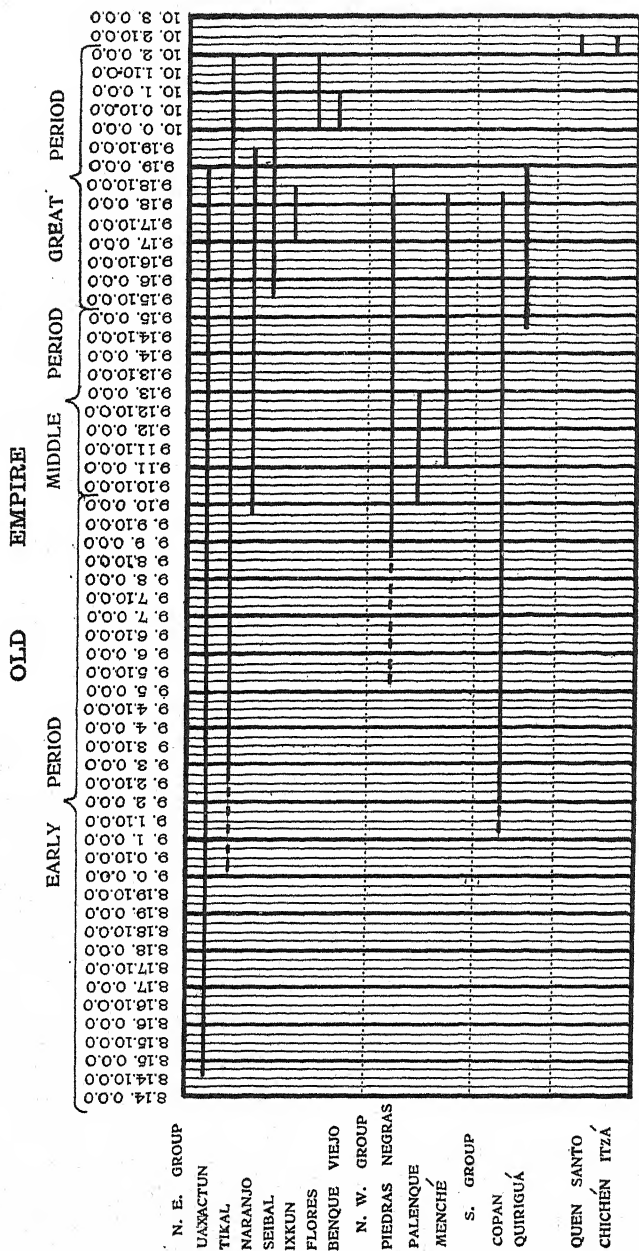 OLD EMPIRE
EARLY PERIOD
MIDDLE PERIOD
GREAT PERIOD
8.14. 0.0.0
8.14.10.0.0
8.15. 0.0.0
8.15.10.0.0
8.16. 0.0.0
8.16.10.0.0
8.17. 0.0.0
8.17.10.0.0
8.18. 0.0.0
8.18.10.0.0
8.19. 0.0.0
8.19.10.0.0
9. 0. 0.0.0
9. 0.10.0.0
9. 1. 0.0.0
9. 1.10.0.0
9. 2. 0.0.0
9. 2.10.0.0
9. 3. 0.0.0
9. 3.10.0.0
9. 4. 0.0.0
9. 4.10.0.0
9. 5. 0.0.0
9. 5.10.0.0
9. 6. 0.0.0
9. 6.10.0.0
9. 7. 0.0.0
9. 7.10.0.0
9. 8. 0.0.0
9. 8.10.0.0
9. 9. 0.0.0
9. 9.10.0.0
9.10. 0.0.0
9.10.10.0.0
9.11. 0.0.0
9.11.10.0.0
9.12. 0.0.0
9.12.10.0.0
9.13. 0.0.0
9.13.10.0.0
9.14. 0.0.0
9.14.10.0.0
9.15. 0.0.0
9.15.10.0.0
9.16. 0.0.0
9.16.10.0.0
9.17. 0.0.0
9.17.10.0.0
9.18. 0.0.0
9.18.10.0.0
9.19. 0.0.0
9.19.10.0.0
10. 0. 0.0.0
10. 0.10.0.0
10. 1. 0.0.0
10. 1.10.0.0
10. 2. 0.0.0
10. 2.10.0.0
10. 3. 0.0.0
N. E. GROUP
UAXACTUN
TIKAL
NARANJO
SEIBAL
IXKUN
FLORES
BENQUE VIEJO
N. W. GROUP
PIEDRAS NEGRAS
PALENQUE
MENCHÉ
S. GROUP
COPAN
QUIRIGUÁ
QUEN SANTO
CHICHÉN ITZÁ